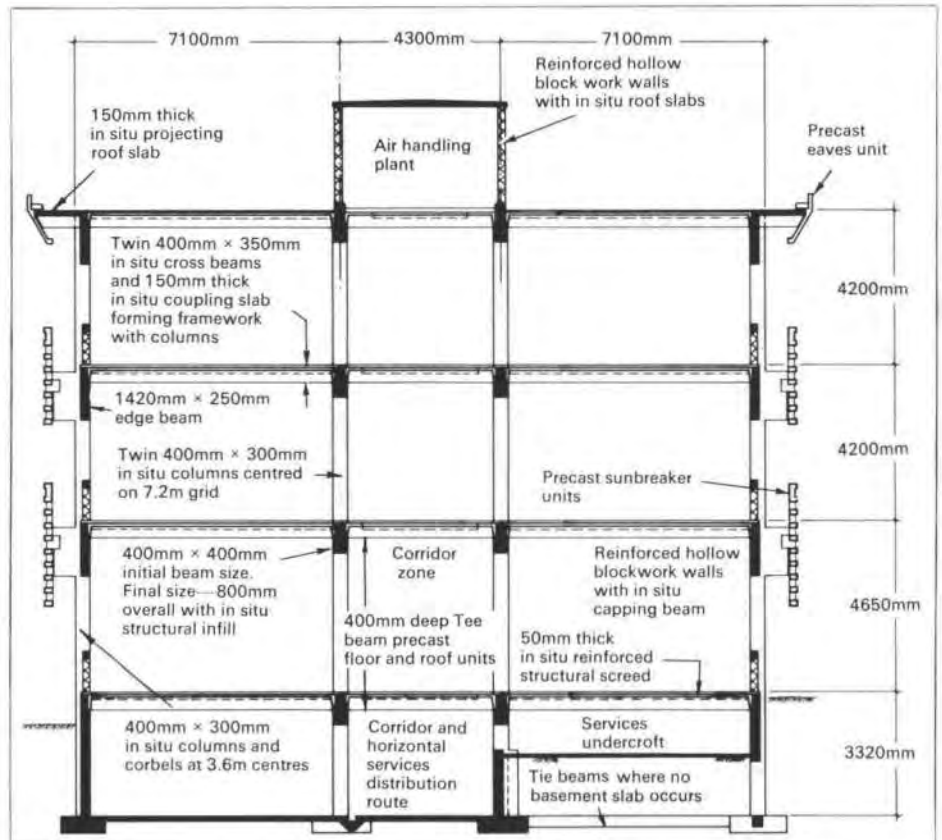 7100mm
4300mm
7100mm
Reinforced hollow
block work walls
with in situ roof slabs
150mm thick
in situ projecting
roof slab
Air handling
plant
Precast
eaves unit
Twin 400mm × 350mm
in situ cross beams
and 150mm thick
in situ coupling slab
forming framework
with columns
4200mm
1420mm × 250mm
edge beam
Twin 400mm × 300mm
in situ columns centred
on 7.2m grid
4200mm
Precast sunbreaker
units
400mm × 400mm
initial beam size.
Final size—800mm
overall with in situ
structural infill
Corridor
zone
Reinforced hollow
blockwork walls
with in situ
capping beam
4650mm
400mm deep Tee
beam precast
floor and roof units
50mm thick
in situ reinforced
structural screed
400mm × 300mm
in situ columns and
corbels at 3.6m centres
Corridor and
horizontal
services
distribution
route
Services
undercroft
3320mm
Tie beams where no
basement slab occurs